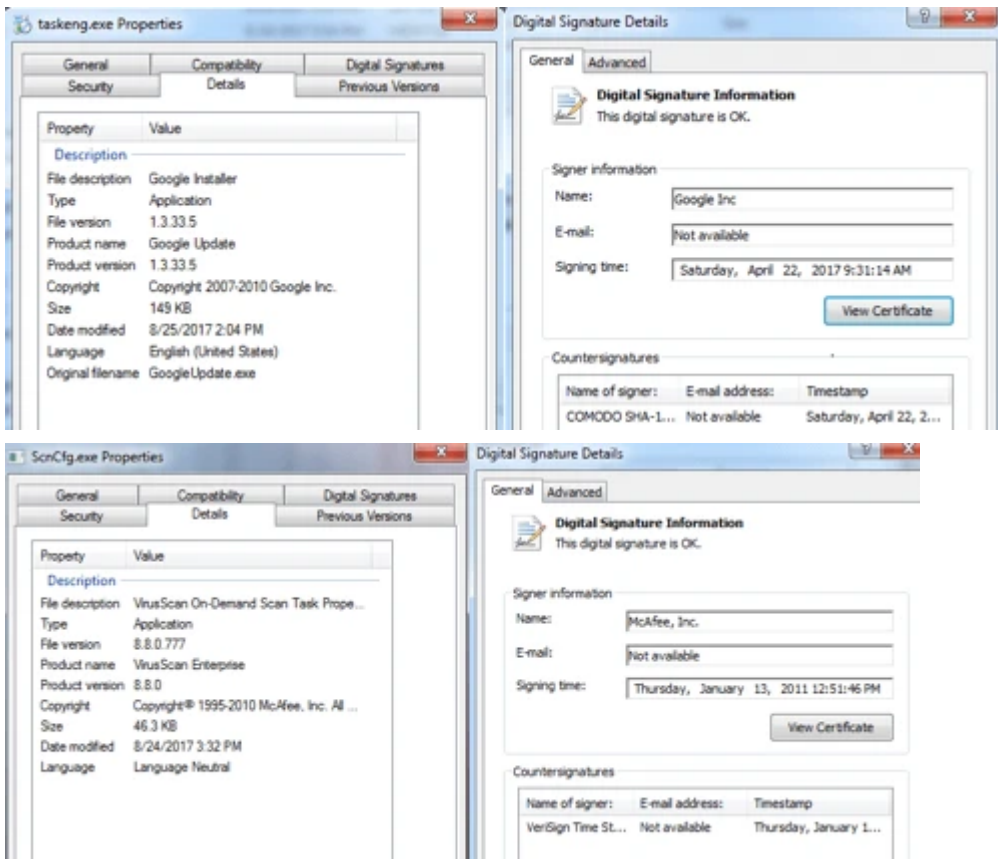 taskeng.exe Properties
General Compatibility Digital Signatures
Security Details Previous Versions
Property Value
Description
File description Google Installer
Type Application
File version 1.3.33.5
Product name Google Update
Product version 1.3.33.5
Copyright Copyright 2007-2010 Google Inc.
Size 149 KB
Date modified 8/25/2017 2:04 PM
Language English (United States)
Original filename GoogleUpdate.exe
Digital Signature Details
General Advanced
Digital Signature Information
This digital signature is OK.
Signer information
Name: Google Inc
E-mail: Not available
Signing time: Saturday, April 22, 2017 9:31:14 AM
View Certificate
Countersignatures
Name of signer: E-mail address: Timestamp
COMODO SHA-1... Not available Saturday, April 22, 2...
ScnCfg.exe Properties
General Compatibility Digital Signatures
Security Details Previous Versions
Property Value
Description
File description VirusScan On-Demand Scan Task Prope...
Type Application
File version 8.8.0.777
Product name VirusScan Enterprise
Product version 8.8.0
Copyright Copyright© 1995-2010 McAfee, Inc. All ...
Size 46.3 KB
Date modified 8/24/2017 3:32 PM
Language Language Neutral
Digital Signature Details
General Advanced
Digital Signature Information
This digital signature is OK.
Signer information
Name: McAfee, Inc.
E-mail: Not available
Signing time: Thursday, January 13, 2011 12:51:46 PM
View Certificate
Countersignatures
Name of signer: E-mail address: Timestamp
VeriSign Time St... Not available Thursday, January 1...